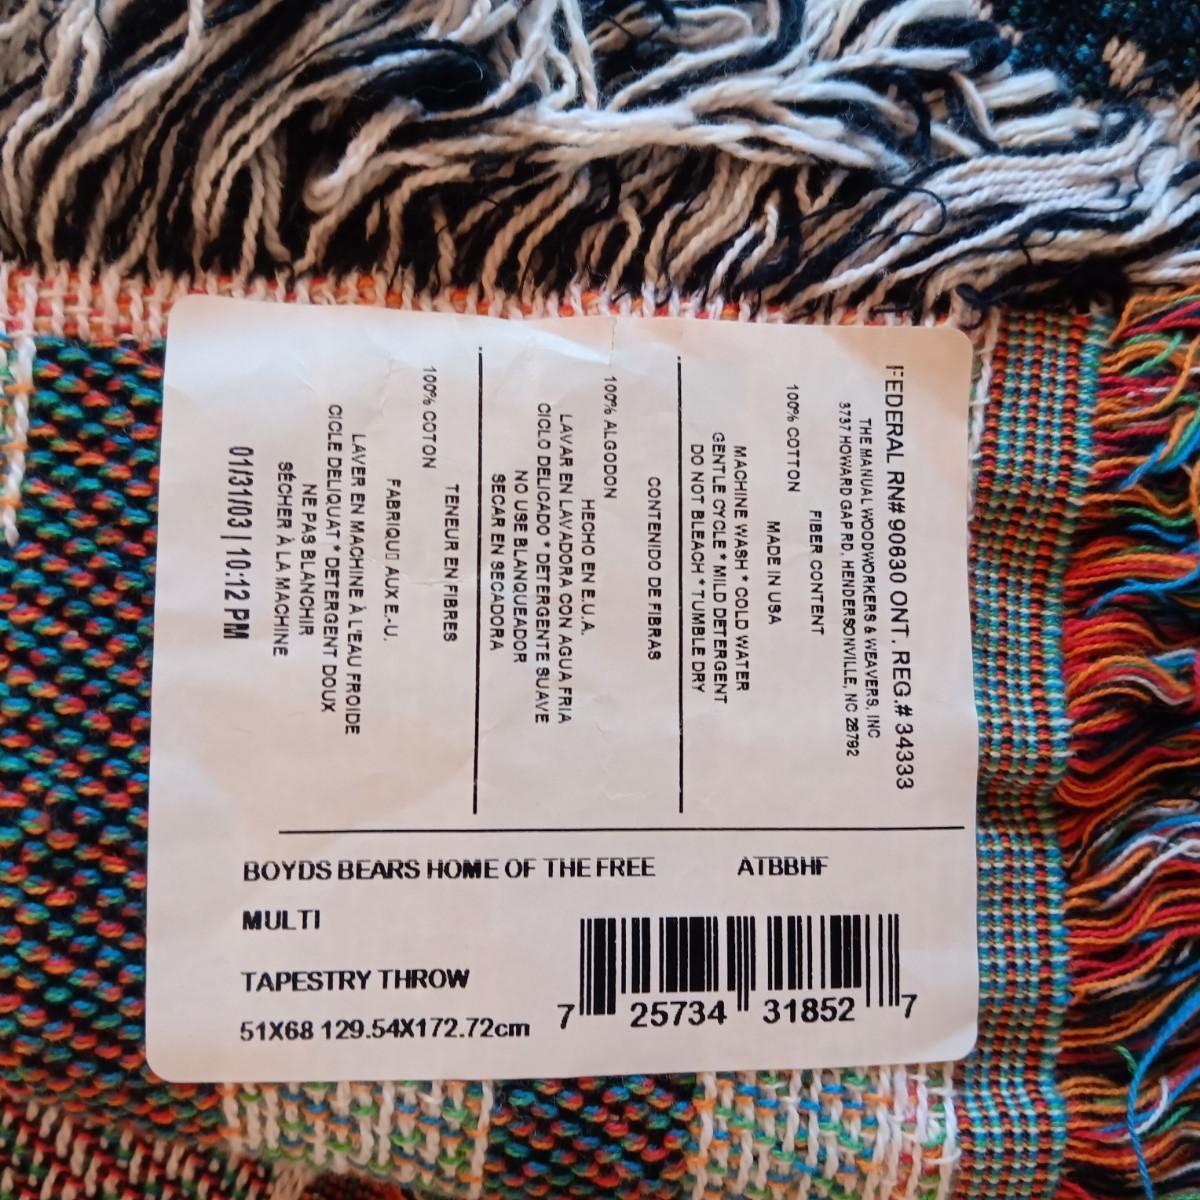 FEDERAL RN# 90630 ONT. REG.# 34333
THE MANUAL WOODWORKERS & WEAVERS, INC
3737 HOWARD GAP RD, HENDERSONVILLE, NC 28792
FIBER CONTENT
100% COTTON
MADE IN USA
MACHINE WASH * COLD WATER
GENTLE CYCLE * MILD DETERGENT
DO NOT BLEACH * TUMBLE DRY
CONTENIDO DE FIBRAS
100% ALGODON
HECHO EN E.U.A.
LAVAR EN LAVADORA CON AGUA FRIA
CICLO DELICADO * DETERGENTE SUAVE
NO USE BLANQUEADOR
SECAR EN SECADORA
TENEUR EN FIBRES
100% COTON
FABRIQU▯ AUX E.-U.
LAVER EN MACHINE À L'EAU FROIDE
CICLE DELIQUAT * DETERGENT DOUX
NE PAS BLANCHIR
SÉCHER À LA MACHINE
01/31/03 | 10:12 PM
BOYDS BEARS HOME OF THE FREE ATBBHF
MULTI
TAPESTRY THROW
51X68 129.54X172.72cm
7 25734 31852 7